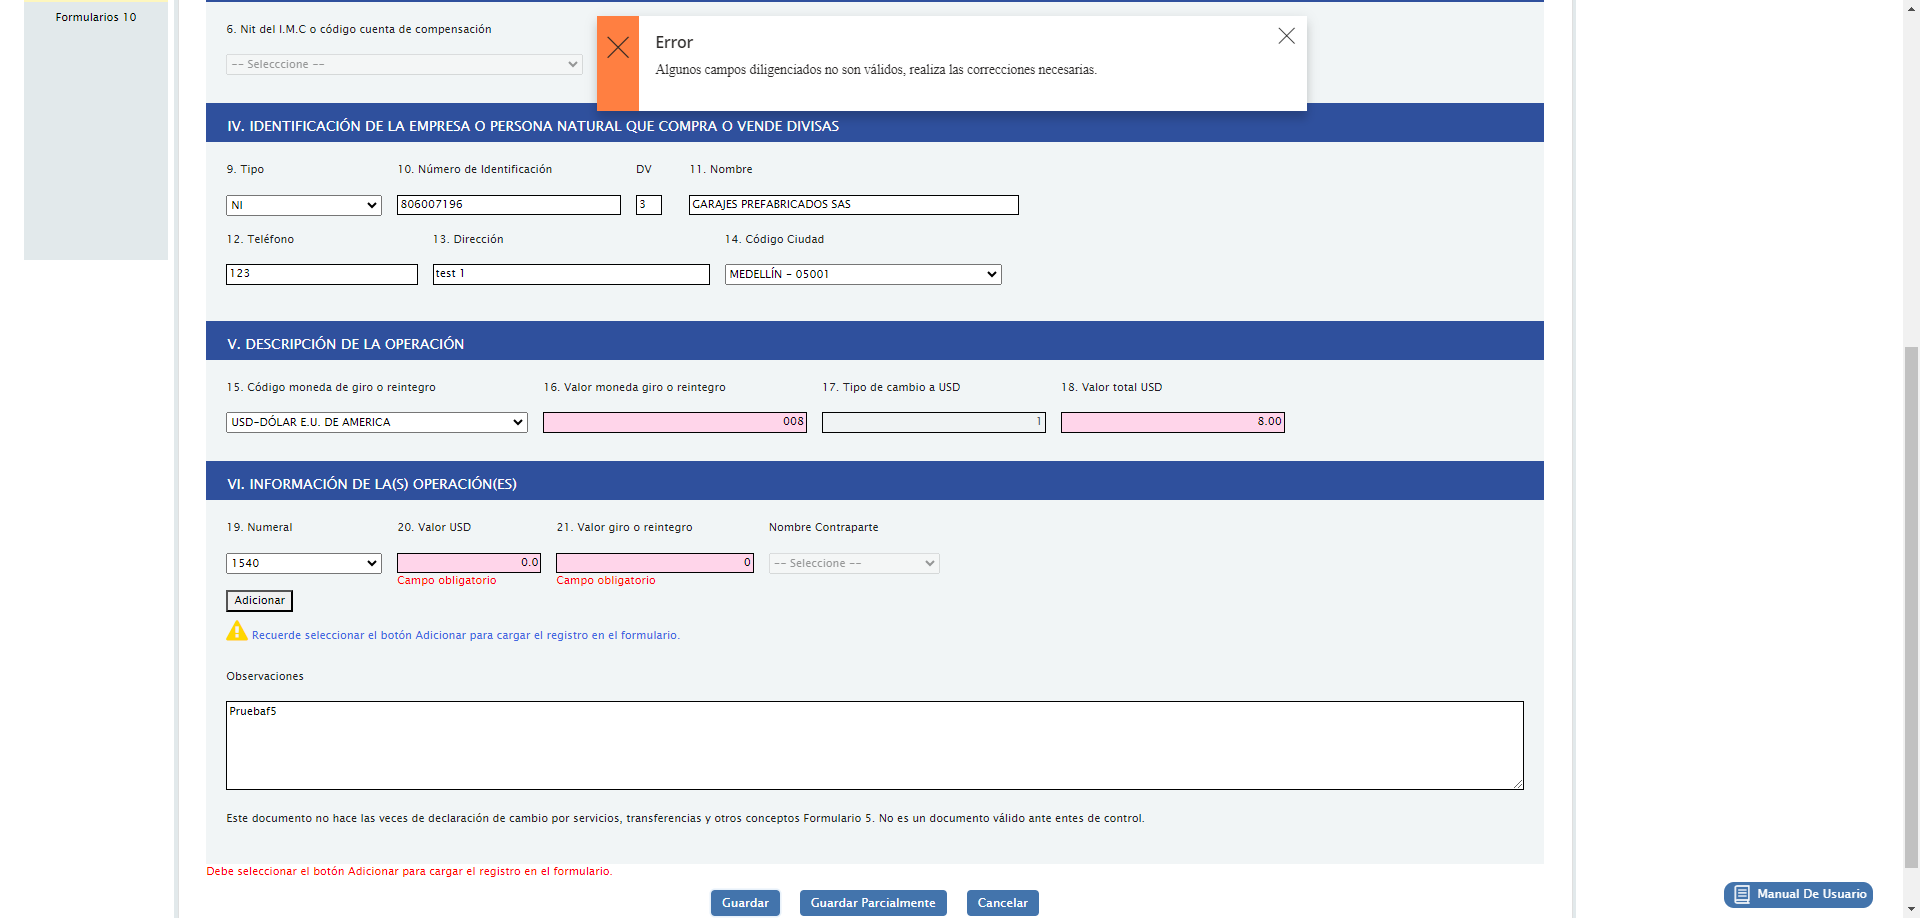 Formularios 10
6. Nit del I.M.C o código cuenta de compensación
-- Selecccione --
Error
Algunos campos diligenciados no son válidos, realiza las correcciones necesarias.
IV. IDENTIFICACIÓN DE LA EMPRESA O PERSONA NATURAL QUE COMPRA O VENDE DIVISAS
9. Tipo 10. Número de Identificación DV 11. Nombre
NI 806007196 3 GARAJES PREFABRICADOS SAS
12. Teléfono 13. Dirección 14. Código Ciudad
123 test 1 MEDELLÍN - 05001
V. DESCRIPCIÓN DE LA OPERACIÓN
15. Código moneda de giro o reintegro 16. Valor moneda giro o reintegro 17. Tipo de cambio a USD 18. Valor total USD
USD-DÓLAR E.U. DE AMERICA 008 1 8.00
VI. INFORMACIÓN DE LA(S) OPERACIÓN(ES)
19. Numeral 20. Valor USD 21. Valor giro o reintegro Nombre Contraparte
1540 0.0 0 -- Seleccione --
Campo obligatorio Campo obligatorio
Adicionar
Recuerde seleccionar el botón Adicionar para cargar el registro en el formulario.
Observaciones
Pruebaf5
Este documento no hace las veces de declaración de cambio por servicios, transferencias y otros conceptos Formulario 5. No es un documento válido ante entes de control.
Debe seleccionar el botón Adicionar para cargar el registro en el formulario.
Guardar Guardar Parcialmente Cancelar
Manual De Usuario